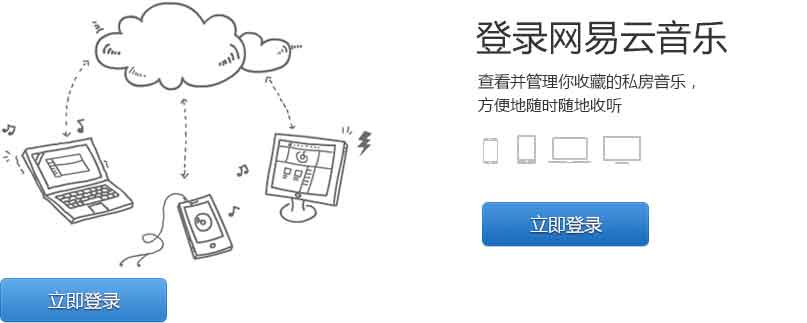 登录网易云音乐
查看并管理你收藏的私房音乐，
方便地随时随地收听
立即登录
立即登录